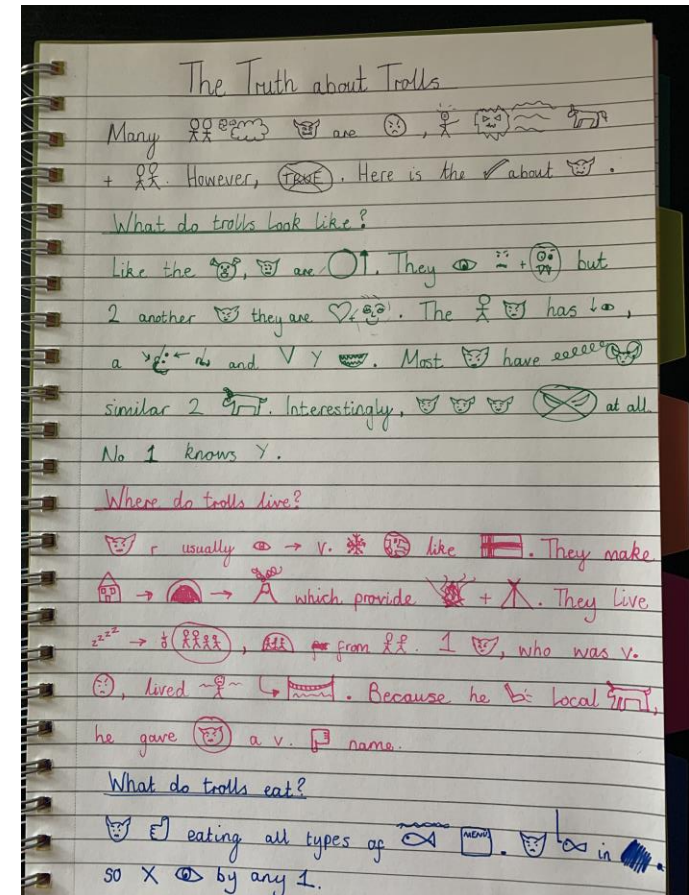 The Truth about Trolls
Many are ,
+ . However, TRUE . Here is the about .
What do trolls look like?
Like the , are . They + but
2 another they are . The has ,
a and V Y . Most have
similar 2 . Interestingly, at all.
No 1 knows Y.
Where do trolls live?
r usually → v. like . They make
→ → which provide + . They live
zzzz → , from . 1 , who was v.
, lived . Because he local ,
he gave a v. name.
What do trolls eat?
eating all types of MENU . in .
so X by any 1.